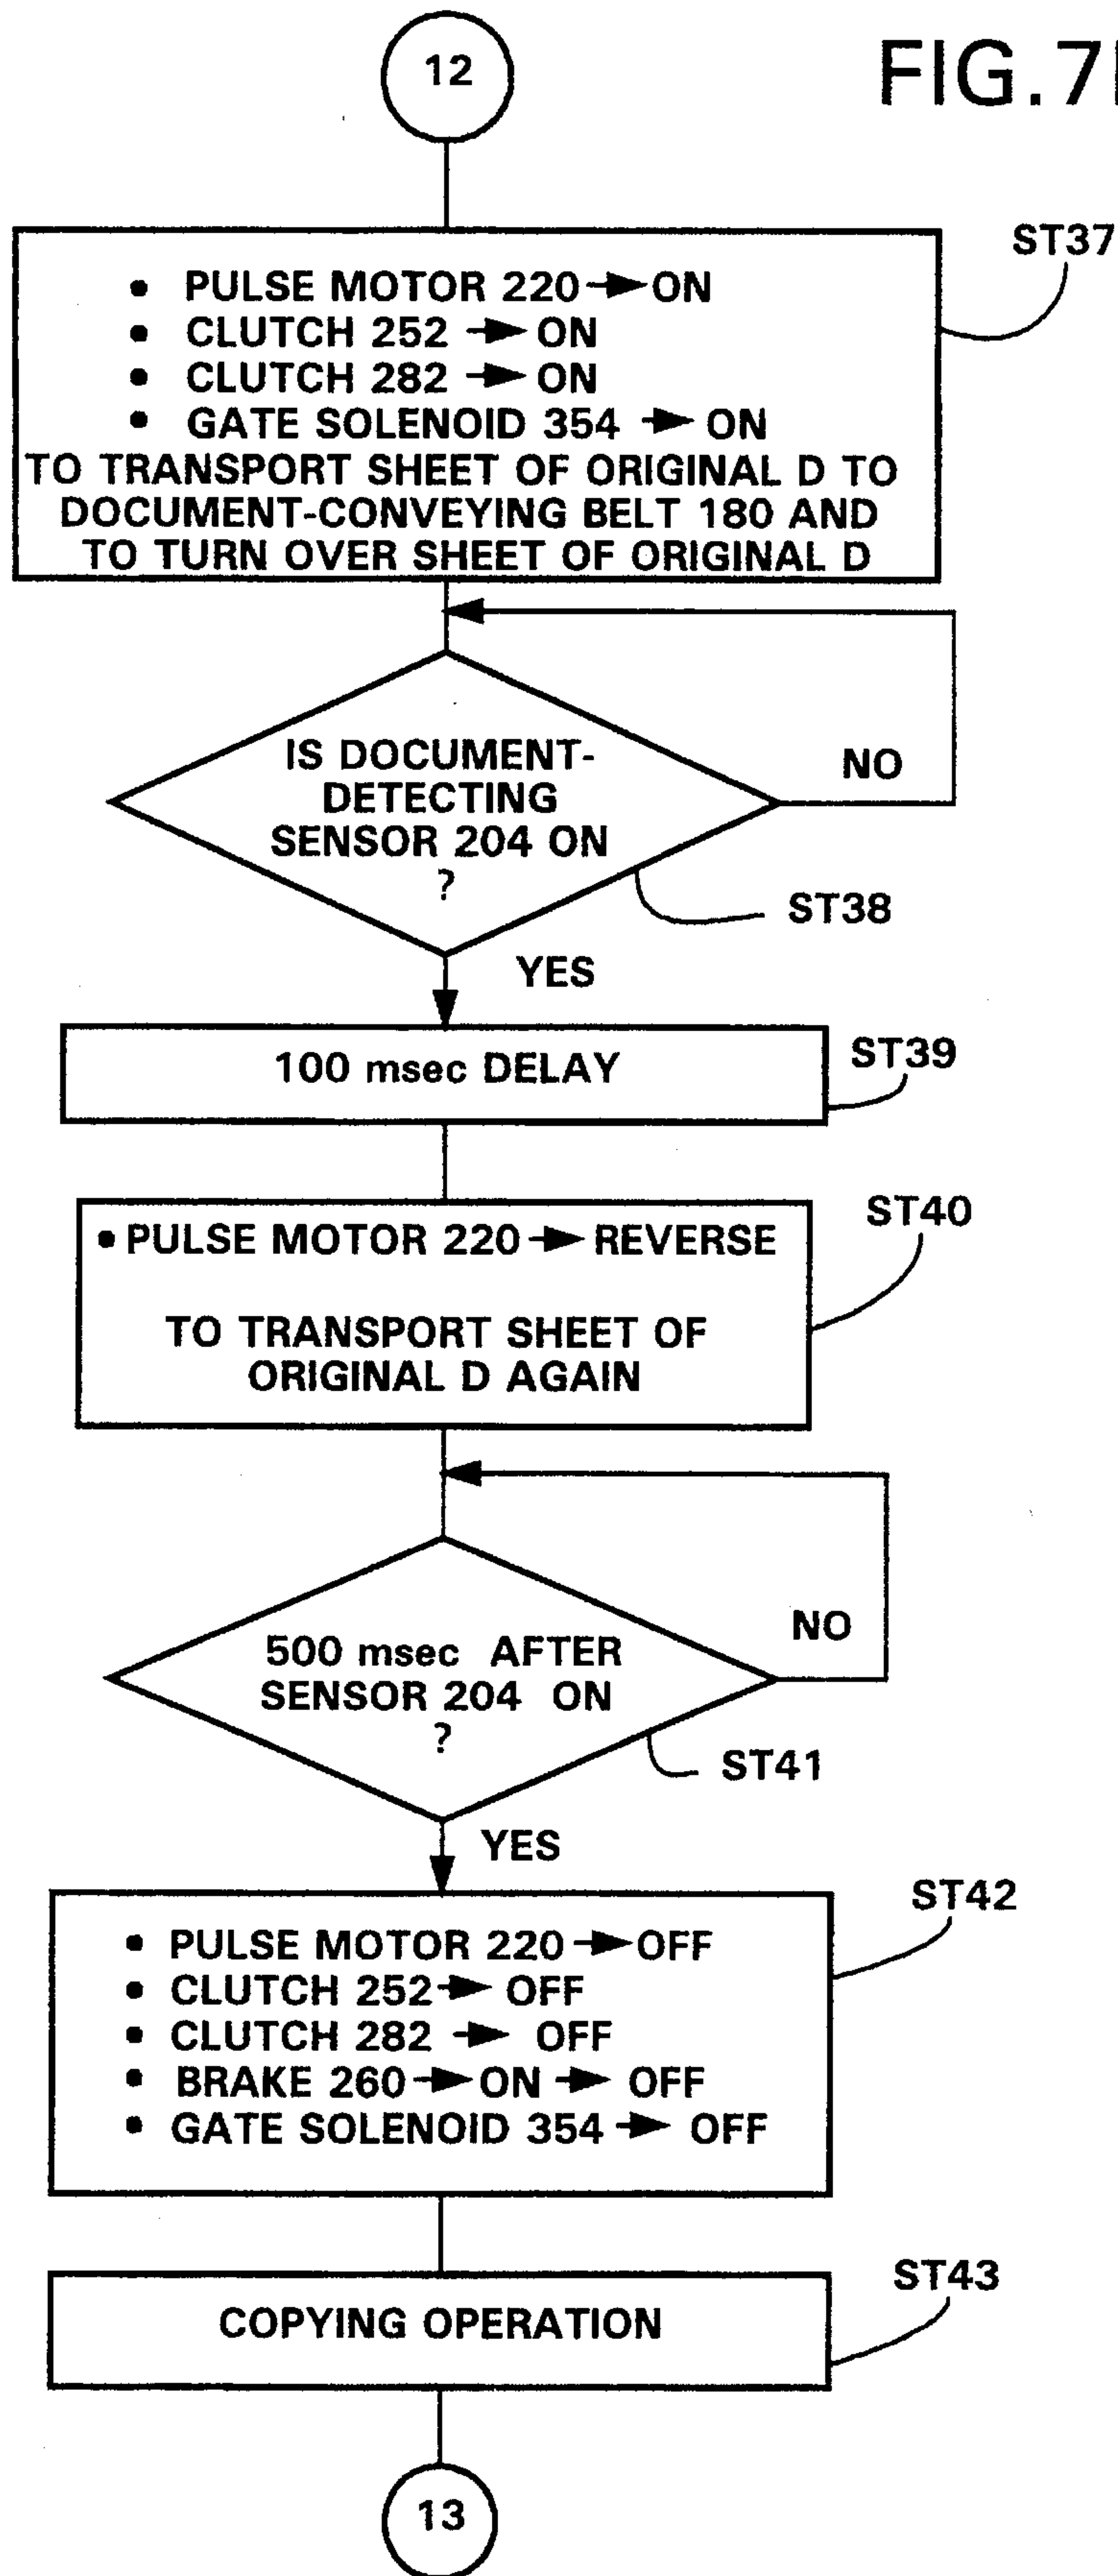 12
FIG.7
ST37
• PULSE MOTOR 220→ON
• CLUTCH 252 → ON
• CLUTCH 282 → ON
• GATE SOLENOID 354 → ON
TO TRANSPORT SHEET OF ORIGINAL D TO
DOCUMENT-CONVEYING BELT 180 AND
TO TURN OVER SHEET OF ORIGINAL D
IS DOCUMENT-
DETECTING
SENSOR 204 ON
?
NO
ST38
YES
100 msec DELAY
ST39
• PULSE MOTOR 220→ REVERSE
TO TRANSPORT SHEET OF
ORIGINAL D AGAIN
ST40
500 msec AFTER
SENSOR 204 ON
?
NO
ST41
YES
ST42
• PULSE MOTOR 220→OFF
• CLUTCH 252→ OFF
• CLUTCH 282 → OFF
• BRAKE 260→ON→ OFF
• GATE SOLENOID 354→ OFF
ST43
COPYING OPERATION
13